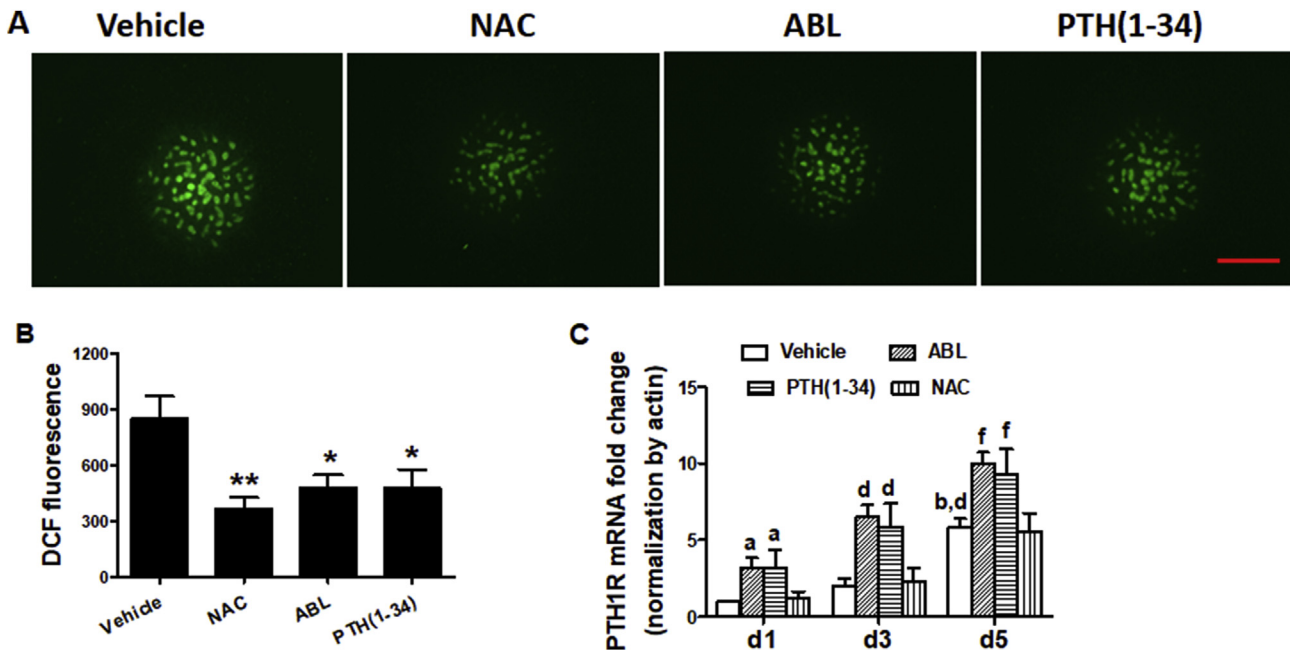 A Vehicle NAC ABL PTH(1-34)
B
1200
900
600
300
0
DCF fluorescence
** * *
Vehicle NAC ABL PTH(1-34)
C
Vehicle ABL
PTH(1-34) NAC
PTH1R mRNA fold change
(normalization by actin)
15
10
5
0
a a d d b,d f f
d1 d3 d5